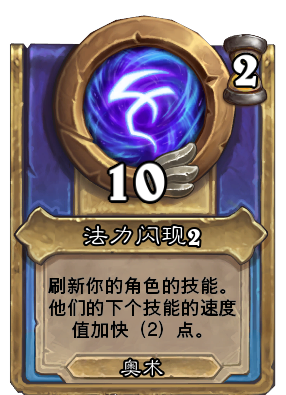 2
10
法力闪现2
刷新你的角色的技能。
他们的下个技能的速度
值加快（2）点。
奥术